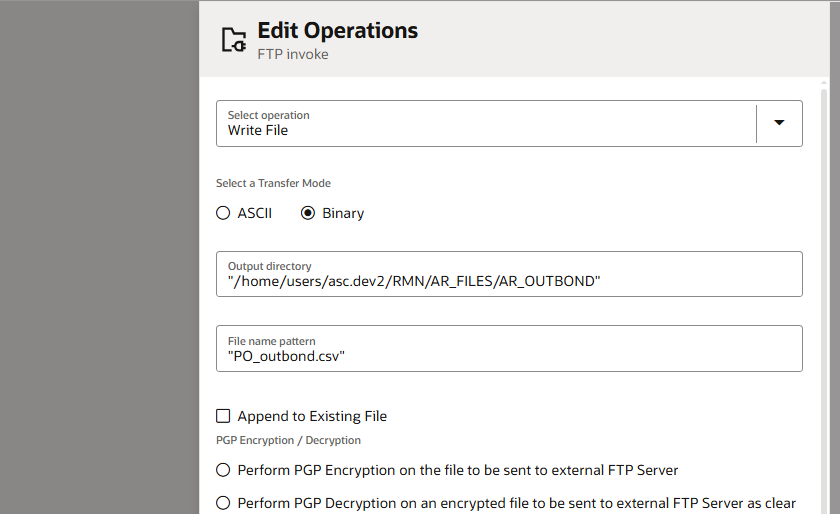 Edit Operations
FTP invoke
Select operation
Write File
Select a Transfer Mode
ASCII Binary
Output directory
"/home/users/asc.dev2/RMN/AR_FILES/AR_OUTBOND"
File name pattern
"PO_outbond.csv"
Append to Existing File
PGP Encryption / Decryption
Perform PGP Encryption on the file to be sent to external FTP Server
Perform PGP Decryption on an encrypted file to be sent to external FTP Server as clear